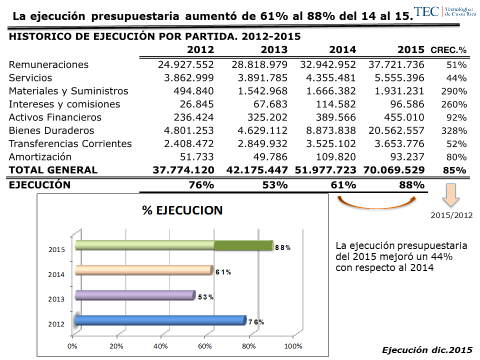 La ejecución presupuestaria aumentó de 61% al 88% del 14 al 15.
TEC Tecnológico de Costa Rica
HISTORICO DE EJECUCIÓN POR PARTIDA. 2012-2015
2012 2013 2014 2015 CREC.%
Remuneraciones 24.927.552 28.818.979 32.942.952 37.721.736 51%
Servicios 3.862.999 3.891.785 4.355.481 5.555.396 44%
Materiales y Suministros 494.840 1.542.968 1.666.382 1.931.231 290%
Intereses y comisiones 26.845 67.683 114.582 96.586 260%
Activos Financieros 236.424 325.202 389.566 455.010 92%
Bienes Duraderos 4.801.253 4.629.112 8.873.838 20.562.557 328%
Transferencias Corrientes 2.408.472 2.849.932 3.525.102 3.653.776 52%
Amortización 51.733 49.786 109.820 93.237 80%
TOTAL GENERAL 37.774.120 42.175.447 51.977.723 70.069.529 85%
EJECUCIÓN 76% 53% 61% 88%
2015/2012
% EJECUCION
2015 88%
2014 61%
2013 53%
2012 76%
0% 20% 40% 60% 80% 100%
La ejecución presupuestaria
del 2015 mejoró un 44%
con respecto al 2014
Ejecución dic.2015